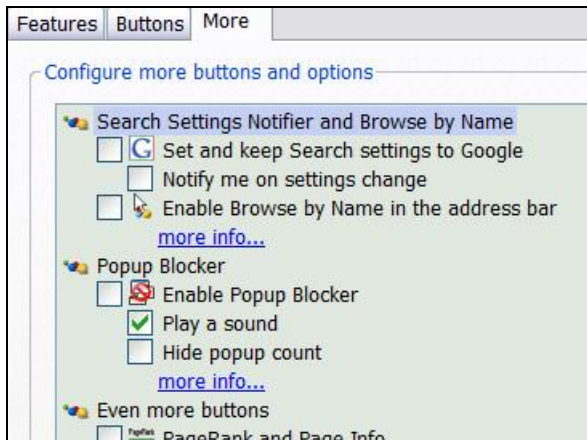 Features Buttons More
Configure more buttons and options
Search Settings Notifier and Browse by Name
Set and keep Search settings to Google
Notify me on settings change
Enable Browse by Name in the address bar
more info...
Popup Blocker
Enable Popup Blocker
Play a sound
Hide popup count
more info...
Even more buttons
PageRank and Page Info